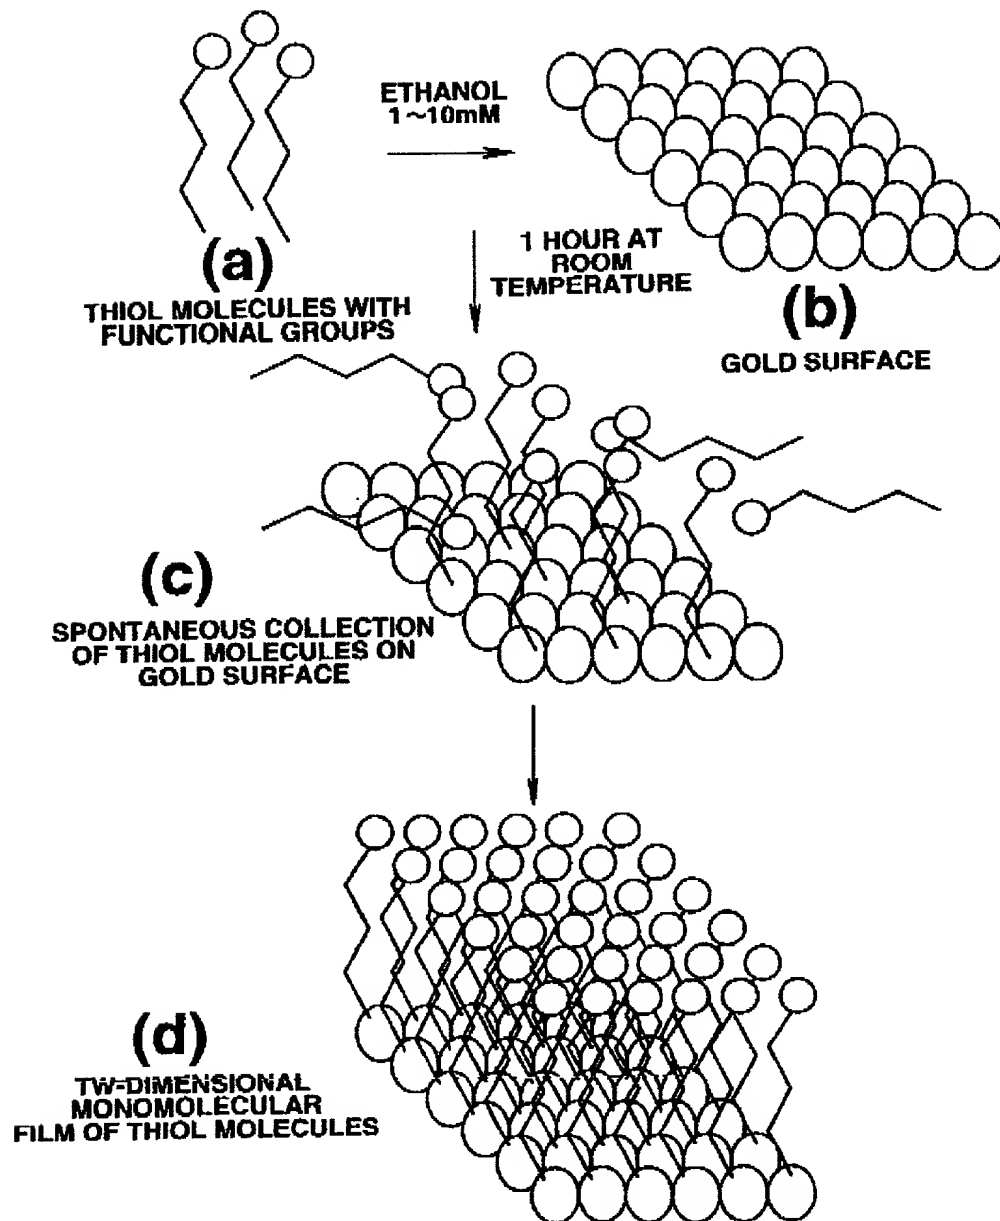 ETHANOL
1~10mM
(a)
THIOL MOLECULES WITH
FUNCTIONAL GROUPS
1 HOUR AT
ROOM
TEMPERATURE
(b)
GOLD SURFACE
(c)
SPONTANEOUS COLLECTION
OF THIOL MOLECULES ON
GOLD SURFACE
(d)
TW=DIMENSIONAL
MONOMOLECULAR
FILM OF THIOL MOLECULES